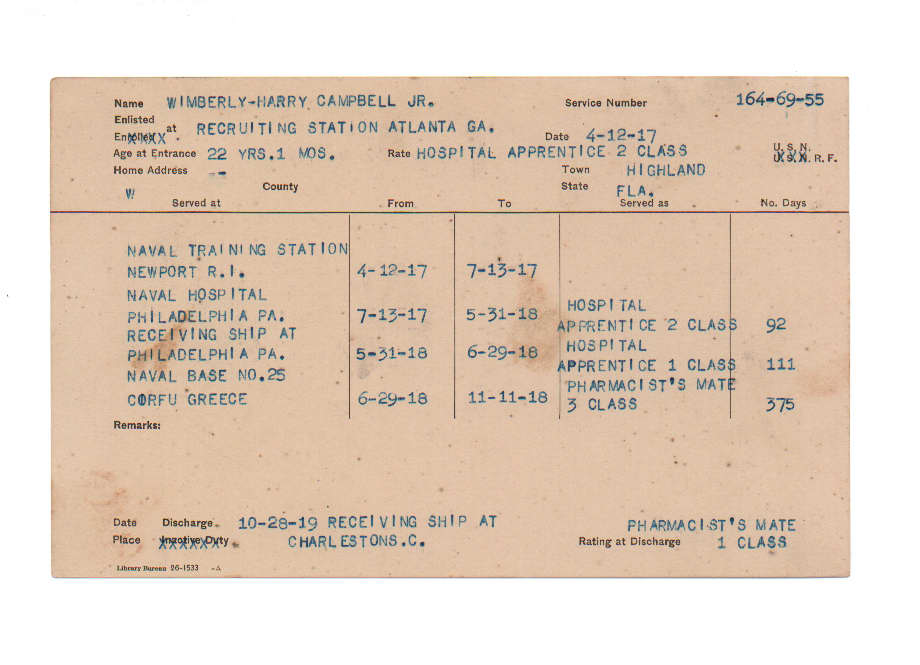 Name WIMBERLY-HARRY CAMPBELL JR. Service Number 164-69-55
Enlisted
Enrolled at RECRUITING STATION ATLANTA GA. Date 4-12-17
Age at Entrance 22 YRS.1 MOS. Rate HOSPITAL APPRENTICE 2 CLASS U.S.N.
U.S.N.R.F.
Home Address -- Town HIGHLAND
W County State FLA.
Served at From To Served as No. Days
NAVAL TRAINING STATION
NEWPORT R.I. 4-12-17 7-13-17
NAVAL HOSPITAL HOSPITAL
PHILADELPHIA PA. 7-13-17 5-31-18 APPRENTICE 2 CLASS 92
RECEIVING SHIP AT HOSPITAL
PHILADELPHIA PA. 5-31-18 6-29-18 APPRENTICE 1 CLASS 111
NAVAL BASE NO.25 PHARMACIST'S MATE
CORFU GREECE 6-29-18 11-11-18 3 CLASS 375
Remarks:
Date Discharge 10-28-19 RECEIVING SHIP AT PHARMACIST'S MATE
Place Inactive Duty CHARLESTONS.C. Rating at Discharge 1 CLASS
Library Bureau 26-1533